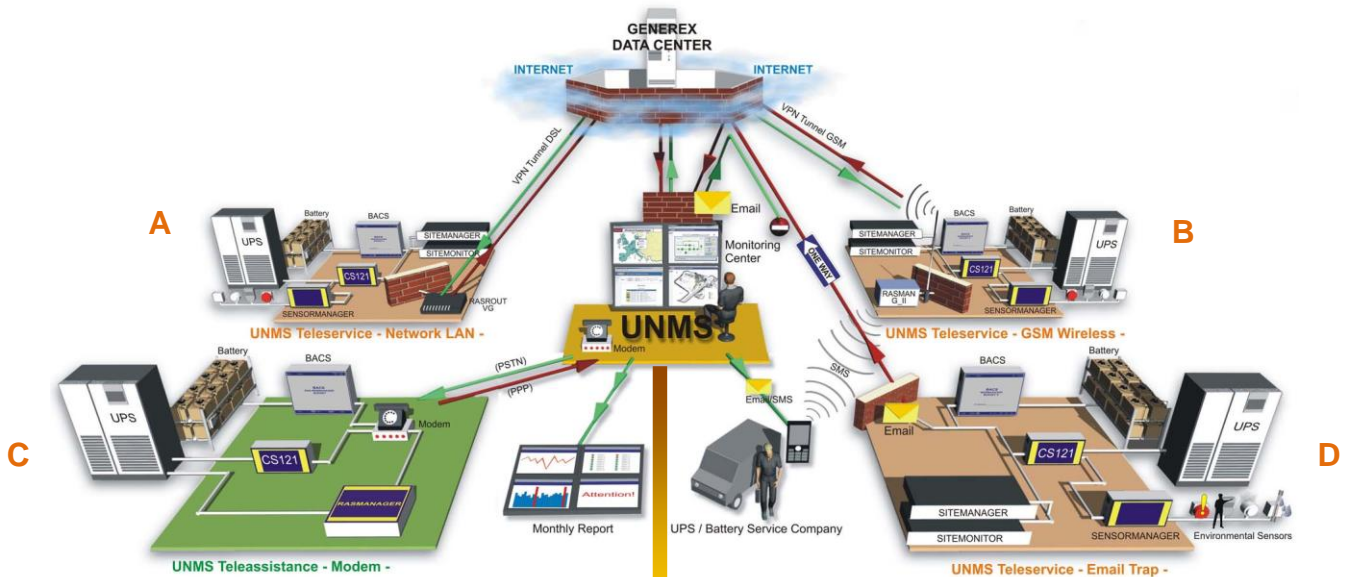 GENEREX
DATA CENTER
INTERNET
INTERNET
VPN Tunnel DSL
VPN Tunnel GSM
A
UPS
Battery
BACS
SITEMANAGER
SITEMONITOR
CS121
SENSORMANAGER
RASROUT
VG
UNMS Teleservice - Network LAN -
Email
Monitoring
Center
UNMS
Modem
ONE WAY
B
BACS
Battery
UPS
SITEMANAGER
SITEMONITOR
CS121
RASMAN
G_II
SENSORMANAGER
UNMS Teleservice - GSM Wireless -
(PSTN)
(PPP)
C
UPS
Battery
BACS
BACS
Modem
CS121
RASMANAGER
UNMS Teleassistance - Modem -
Attention!
Monthly Report
Email/SMS
SMS
UPS / Battery Service Company
D
Email
BACS
Battery
UPS
CS121
SITEMANAGER
SITEMONITOR
SENSORMANAGER
Environmental Sensors
UNMS Teleservice - Email Trap -